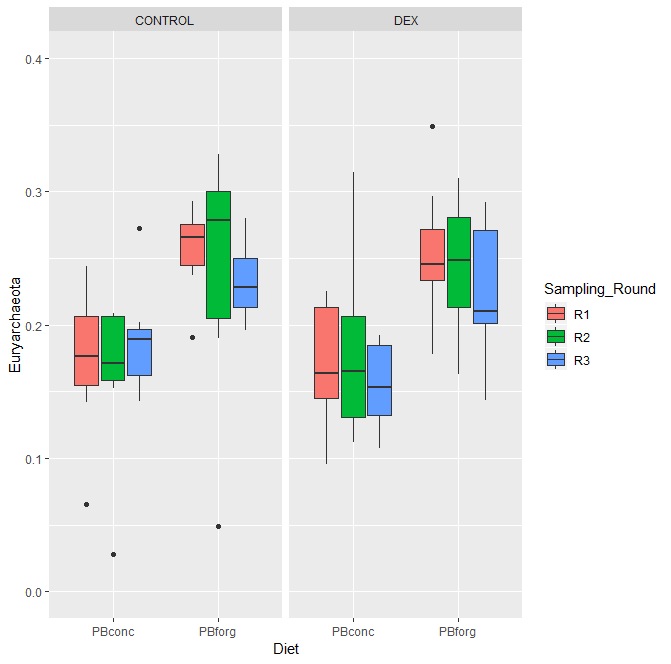 CONTROL
DEX
0.4
0.3
0.2
0.1
0.0
Euryarchaeota
PBconc
PBforg
PBconc
PBforg
Diet
Sampling_Round
R1
R2
R3